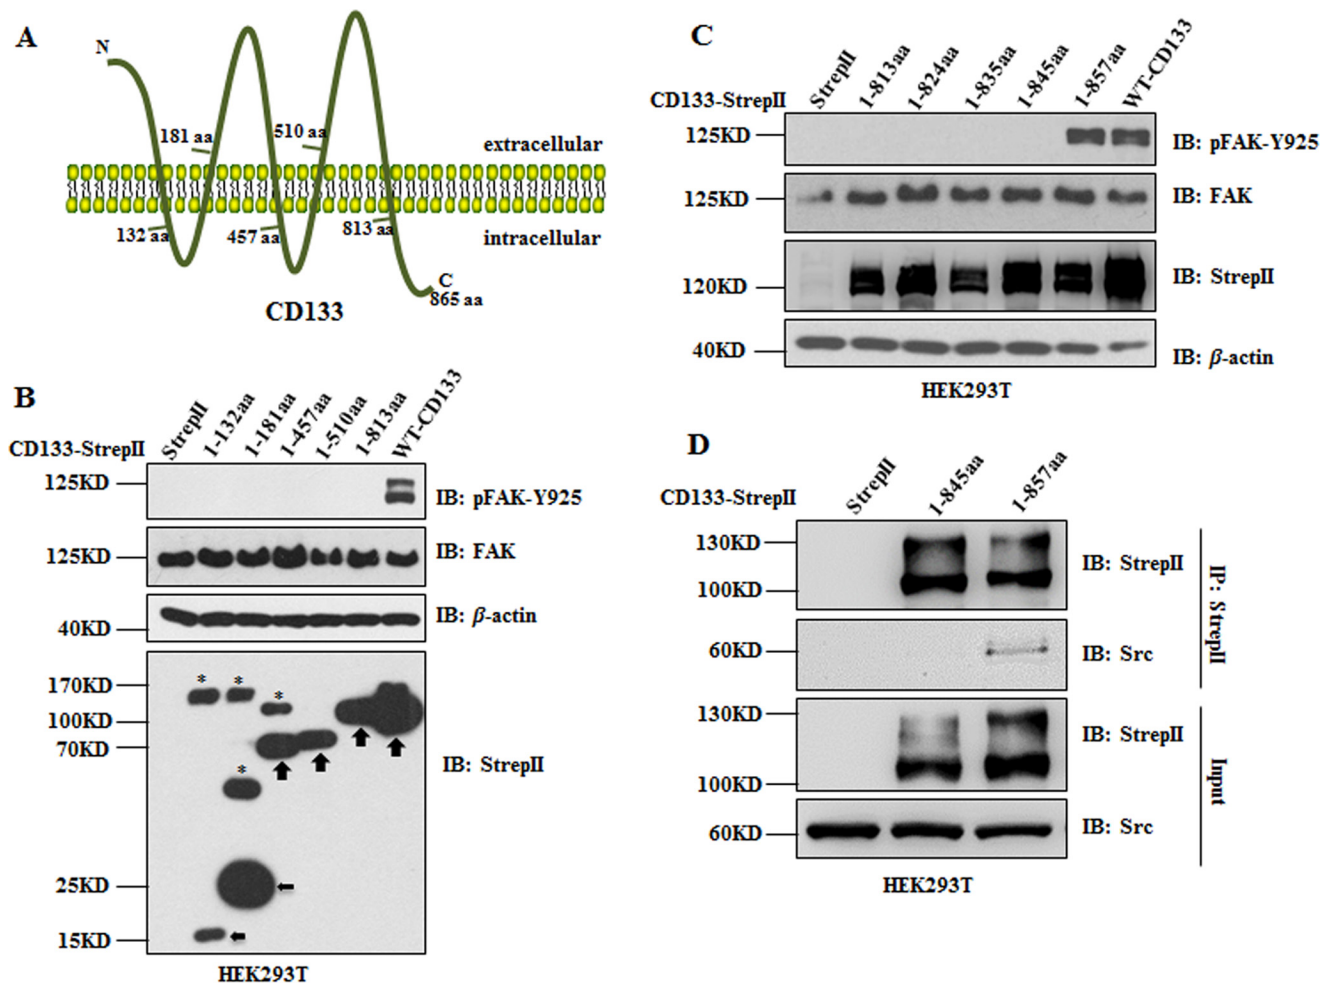 A
N
181 aa
510 aa
extracellular
132 aa
457 aa
813 aa
intracellular
C
865 aa
CD133
B
CD133-StrepII
StrepII
1-132aa
1-181aa
1-457aa
1-510aa
1-813aa
WT-CD133
125KD
IB: pFAK-Y925
125KD
IB: FAK
40KD
IB: β-actin
170KD
* * *
100KD
70KD
IB: StrepII
*
25KD
15KD
HEK293T
C
CD133-StrepII
StrepII
1-813aa
1-824aa
1-835aa
1-845aa
1-857aa
WT-CD133
125KD
IB: pFAK-Y925
125KD
IB: FAK
120KD
IB: StrepII
40KD
IB: β-actin
HEK293T
D
CD133-StrepII
StrepII
1-845aa
1-857aa
130KD
IB: StrepII
100KD
60KD
IB: Src
IP: StrepII
130KD
IB: StrepII
100KD
60KD
IB: Src
Input
HEK293T